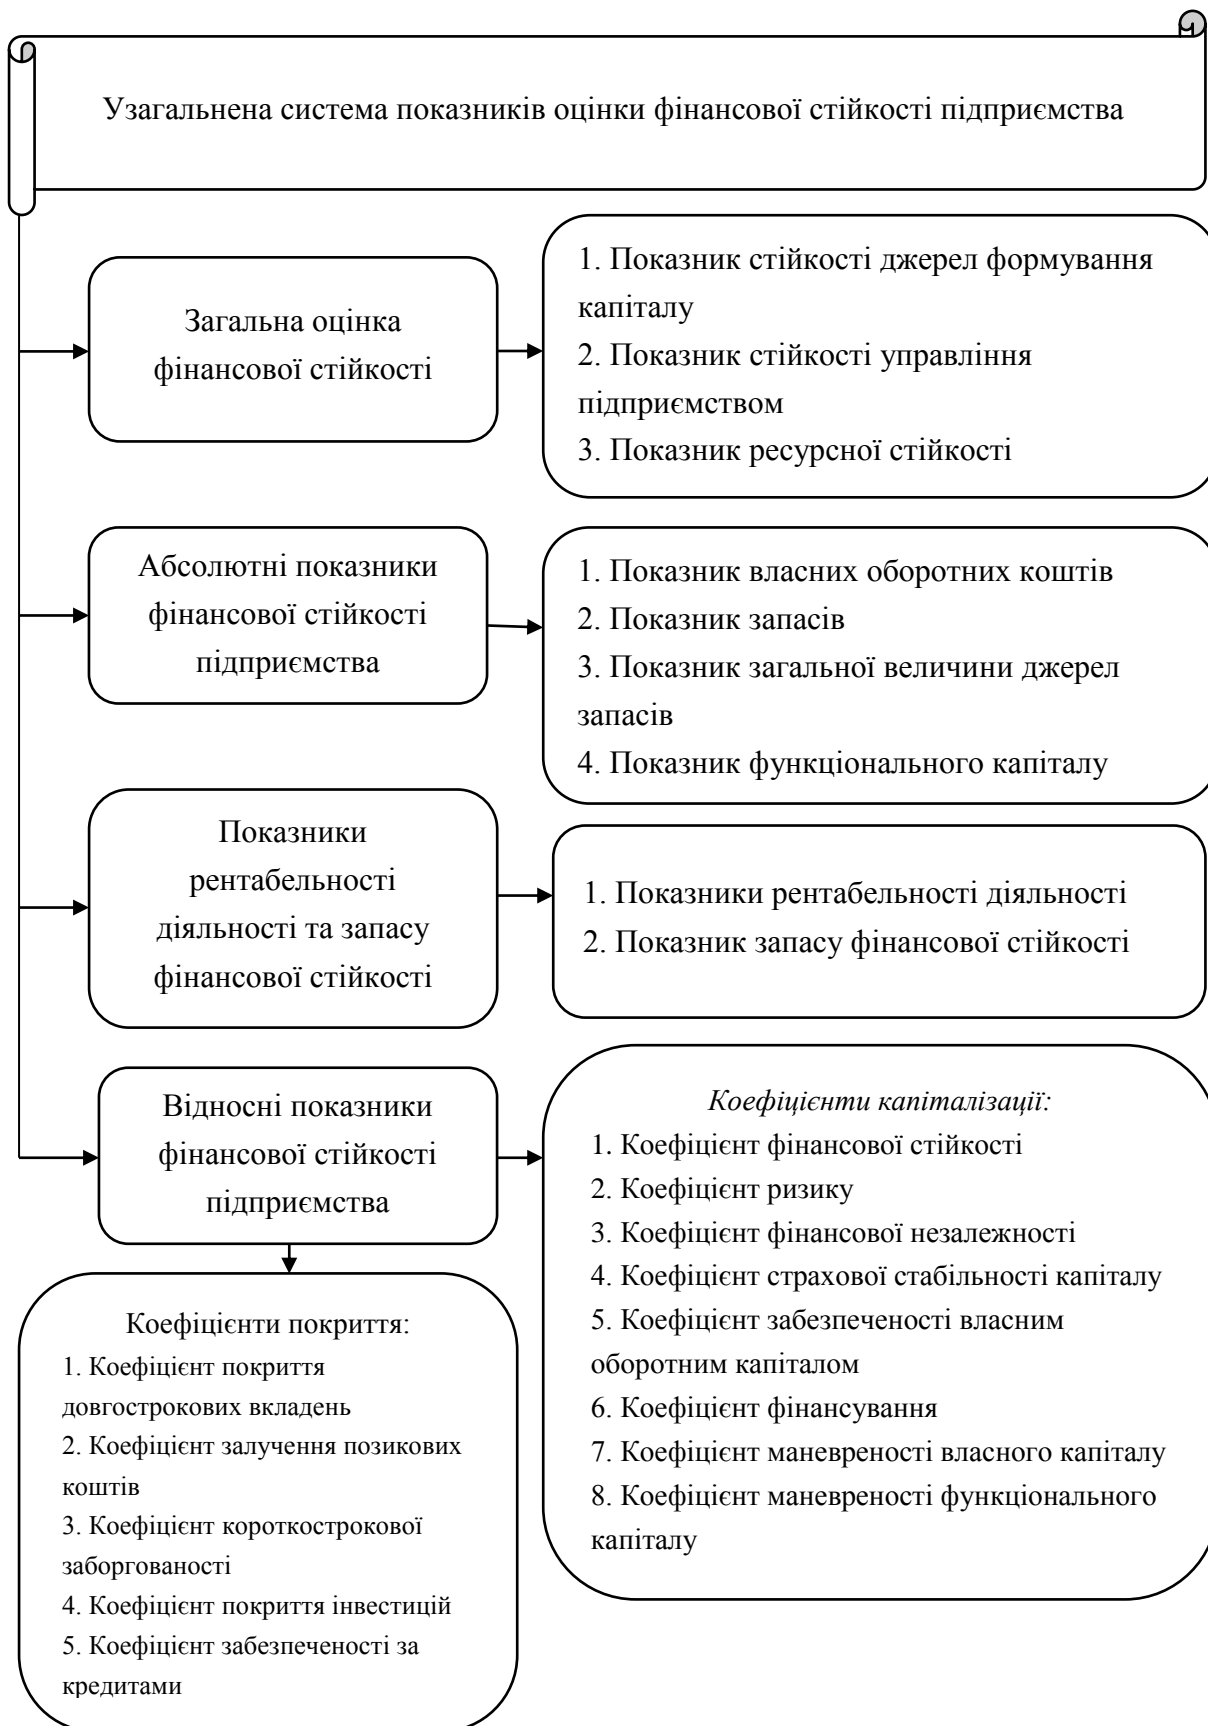 Узагальнена система показників оцінки фінансової стійкості підприємства
Загальна оцінка
фінансової стійкості
1. Показник стійкості джерел формування
капіталу
2. Показник стійкості управління
підприємством
3. Показник ресурсної стійкості
Абсолютні показники
фінансової стійкості
підприємства
1. Показник власних оборотних коштів
2. Показник запасів
3. Показник загальної величини джерел
запасів
4. Показник функціонального капіталу
Показники
рентабельності
діяльності та запасу
фінансової стійкості
1. Показники рентабельності діяльності
2. Показник запасу фінансової стійкості
Відносні показники
фінансової стійкості
підприємства
Коефіцієнти капіталізації:
1. Коефіцієнт фінансової стійкості
2. Коефіцієнт ризику
3. Коефіцієнт фінансової незалежності
4. Коефіцієнт страхової стабільності капіталу
5. Коефіцієнт забезпеченості власним
оборотним капіталом
6. Коефіцієнт фінансування
7. Коефіцієнт маневреності власного капіталу
8. Коефіцієнт маневреності функціонального
капіталу
Коефіцієнти покриття:
1. Коефіцієнт покриття
довгострокових вкладень
2. Коефіцієнт залучення позикових
коштів
3. Коефіцієнт короткострокової
заборгованості
4. Коефіцієнт покриття інвестицій
5. Коефіцієнт забезпеченості за
кредитами